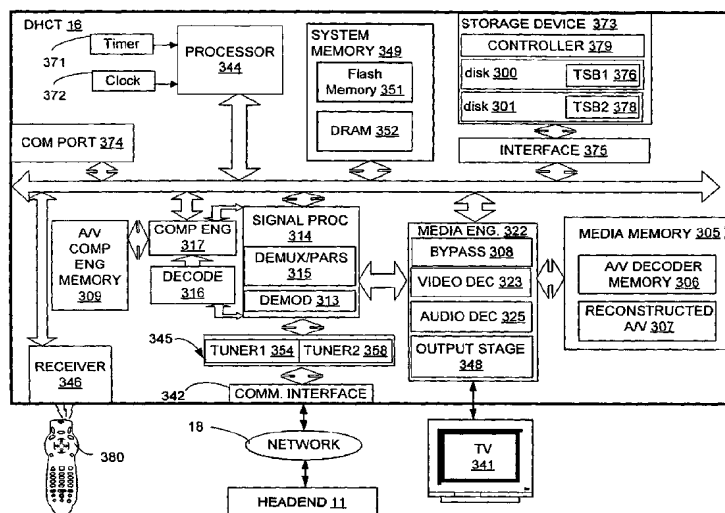 DHCT 16
Timer
371
Clock
372
PROCESSOR
344
SYSTEM
MEMORY 349
Flash
Memory 351
DRAM 352
STORAGE DEVICE 373
CONTROLLER 379
disk 300
TSB1 376
disk 301
TSB2 378
COM PORT 374
INTERFACE 375
A/V
COMP
ENG
MEMORY
309
COMP ENG
317
DECODE
316
SIGNAL PROC
314
DEMUX/PARS
315
DEMOD 313
MEDIA ENG. 322
BYPASS 308
VIDEO DEC 323
AUDIO DEC 325
OUTPUT STAGE
348
MEDIA MEMORY 305
A/V DECODER
MEMORY 306
RECONSTRUCTED
A/V 307
345
TUNER1 354
TUNER2 358
RECEIVER
346
342
COMM. INTERFACE
380
18
NETWORK
HEADEND 11
TV
341